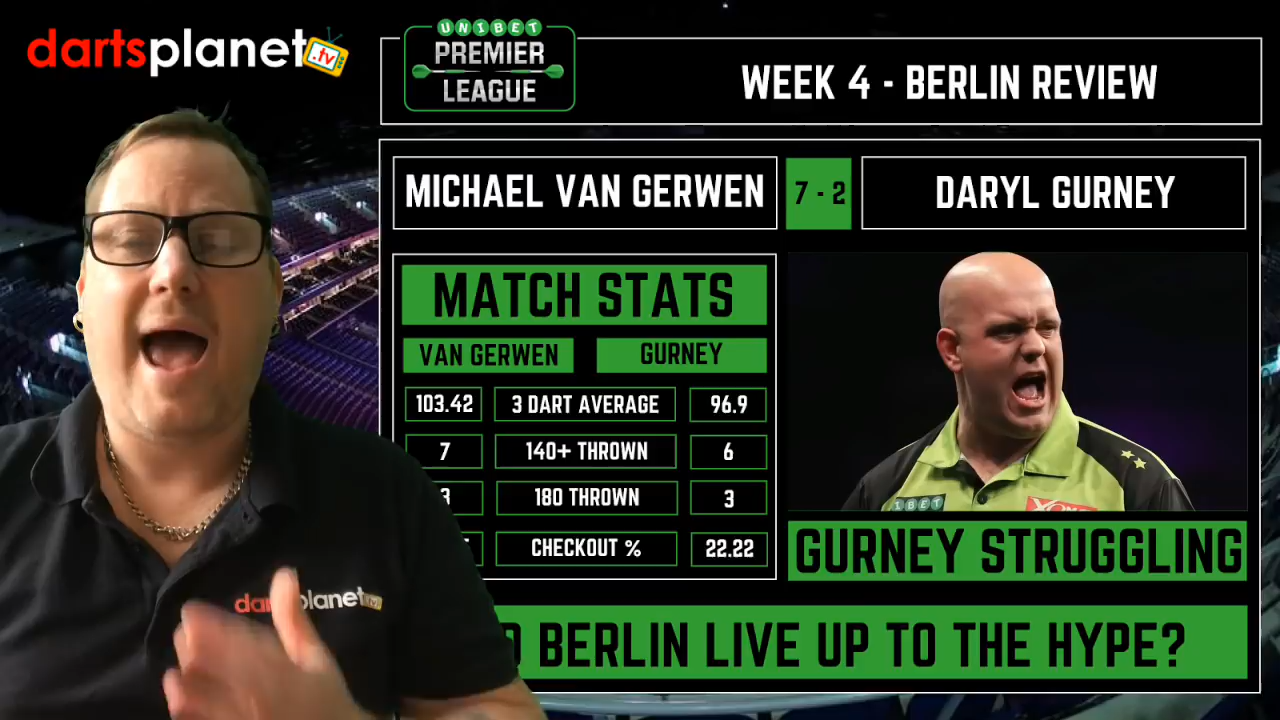 dartsplanet
.tv
UNIBET
PREMIER
LEAGUE
WEEK 4 - BERLIN REVIEW
MICHAEL VAN GERWEN
7 - 2
DARYL GURNEY
MATCH STATS
VAN GERWEN
GURNEY
103.42
3 DART AVERAGE
96.9
7
140+ THROWN
6
180 THROWN
3
CHECKOUT %
22.22
GURNEY STRUGGLING
BERLIN LIVE UP TO THE HYPE?